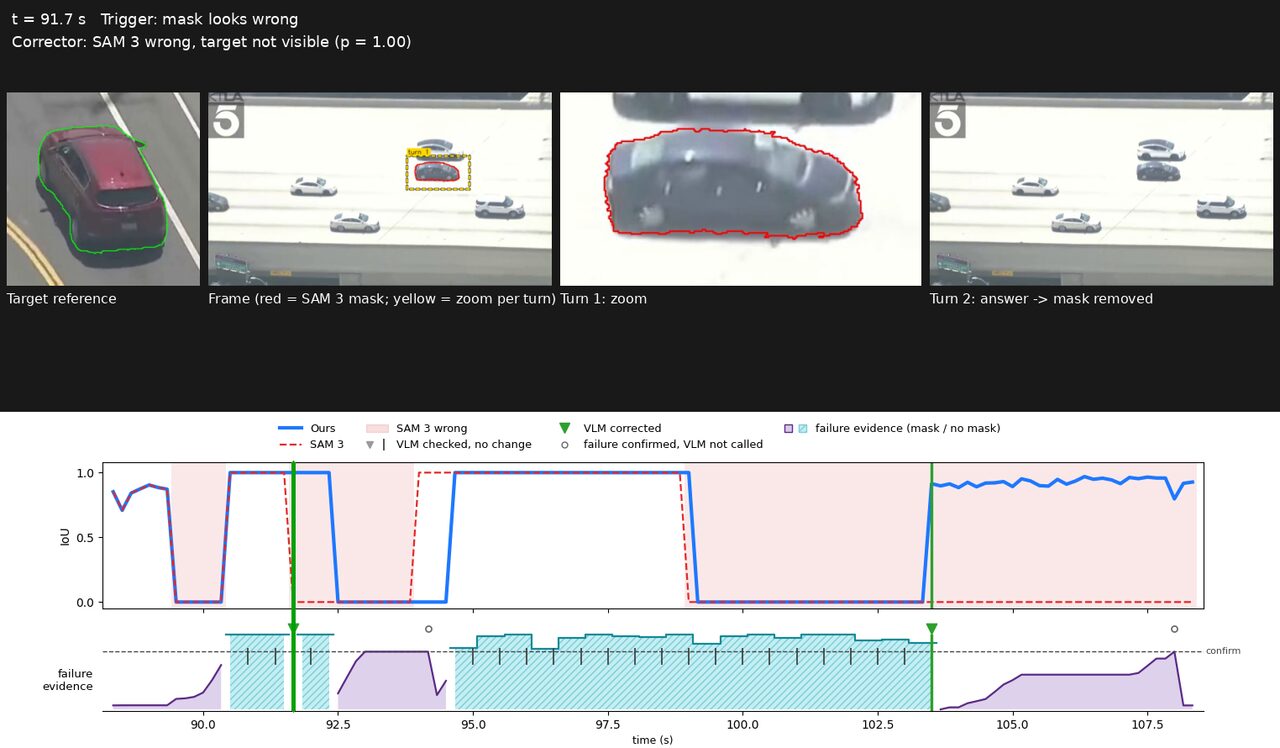 t = 91.7 s   Trigger: mask looks wrong
Corrector: SAM 3 wrong, target not visible (p = 1.00)
5
turn 1
5
Target reference
Frame (red = SAM 3 mask; yellow = zoom per turn)
Turn 1: zoom
Turn 2: answer -> mask removed
Ours
SAM 3 wrong
VLM corrected
failure evidence (mask / no mask)
SAM 3
VLM checked, no change
failure confirmed, VLM not called
1.0
0.5
0.0
IoU
confirm
failure
evidence
90.0 92.5 95.0 97.5 100.0 102.5 105.0 107.5
time (s)